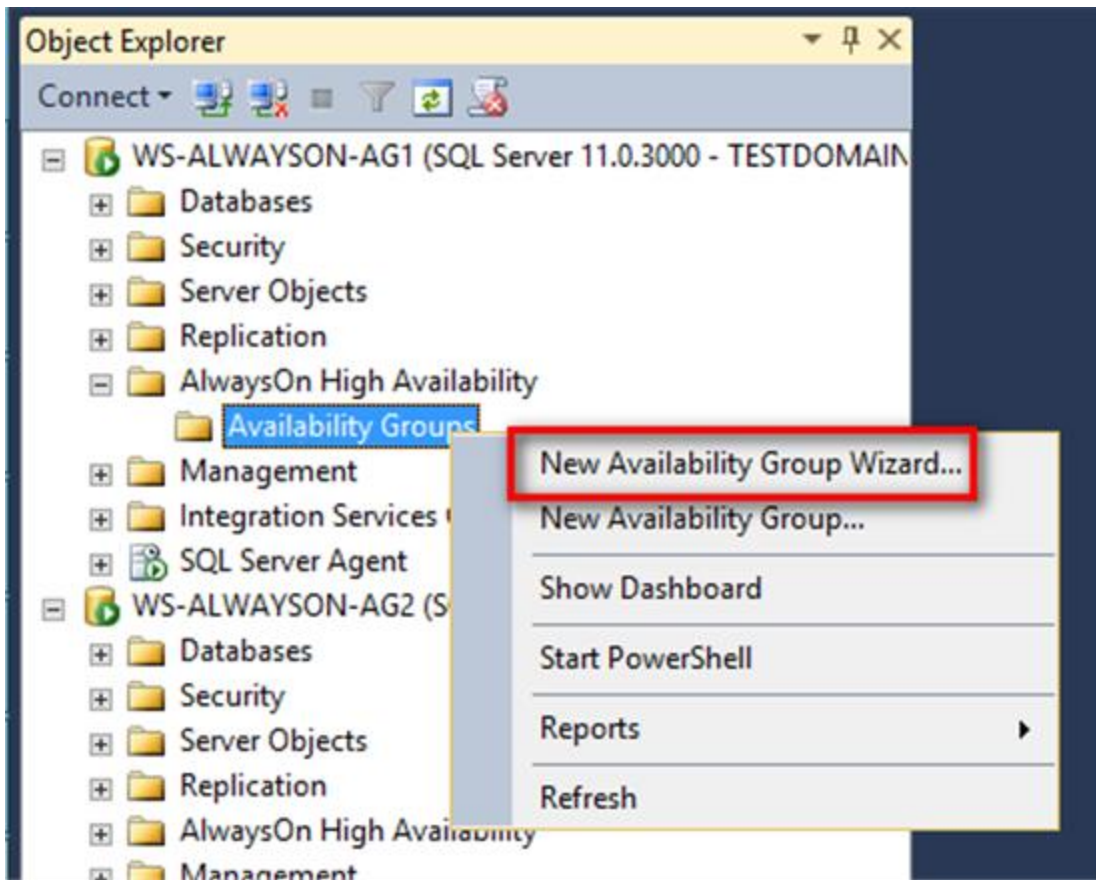 Object Explorer
Connect
WS-ALWAYSON-AG1 (SQL Server 11.0.3000 - TESTDOMAIN
Databases
Security
Server Objects
Replication
AlwaysOn High Availability
Availability Groups
Management
Integration Services
SQL Server Agent
WS-ALWAYSON-AG2 (S
Databases
Security
Server Objects
Replication
AlwaysOn High Availability
Management
New Availability Group Wizard...
New Availability Group...
Show Dashboard
Start PowerShell
Reports
Refresh